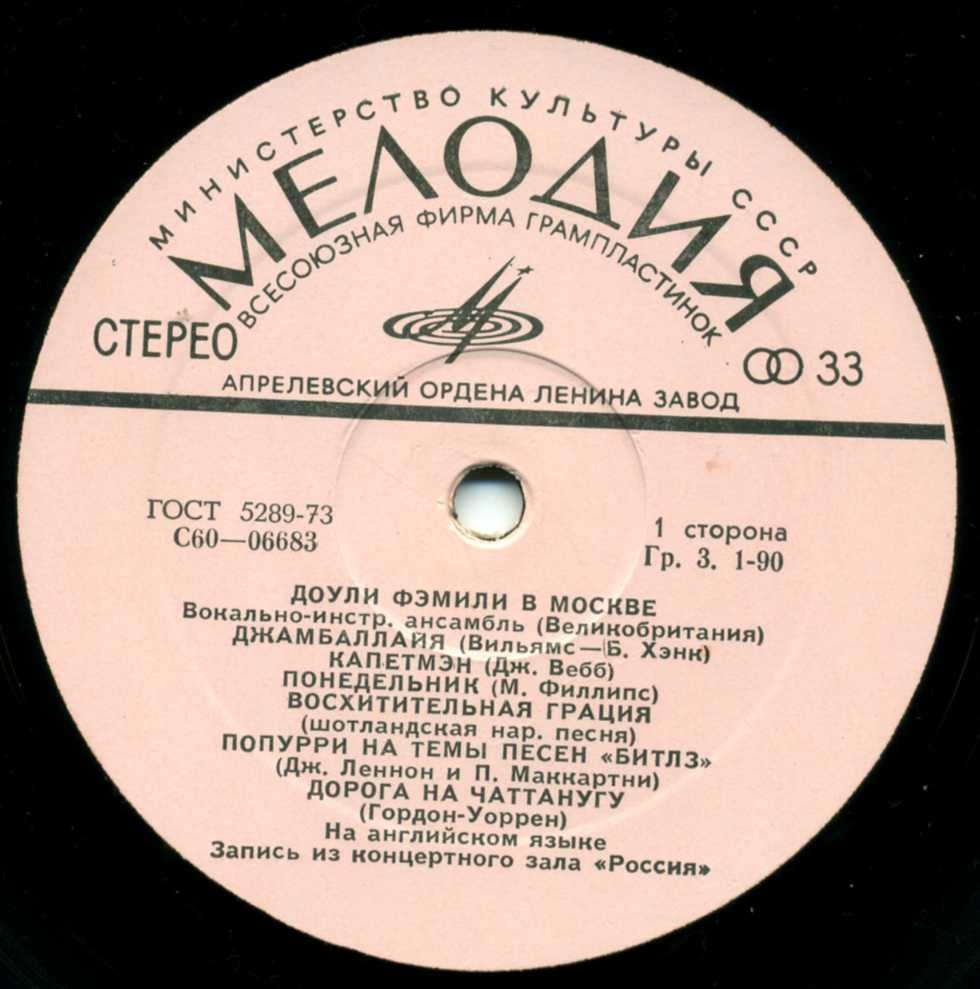 МИНИСТЕРСТВО КУЛЬТУРЫ СССР
МЕЛОДИЯ
ВСЕСОЮЗНАЯ ФИРМА ГРАМПЛАСТИНОК
СТЕРЕО
33
АПРЕЛЕВСКИЙ ОРДЕНА ЛЕНИНА ЗАВОД
ГОСТ 5289-73
С60—06683
1 сторона
Гр. 3. 1-90
ДОУЛИ ФЭМИЛИ В МОСКВЕ
Вокально-инстр. ансамбль (Великобритания)
ДЖАМБАЛЛАЙЯ (Вильямс—Б. Хэнк)
КАПЕТМЭН (Дж. Вебб)
ПОНЕДЕЛЬНИК (М. Филлипс)
ВОСХИТИТЕЛЬНАЯ ГРАЦИЯ
(шотландская нар. песня)
ПОПУРРИ НА ТЕМЫ ПЕСЕН «БИТЛЗ»
(Дж. Леннон и П. Маккартни)
ДОРОГА НА ЧАТТАНУГУ
(Гордон-Уоррен)
На английском языке
Запись из концертного зала «Россия»